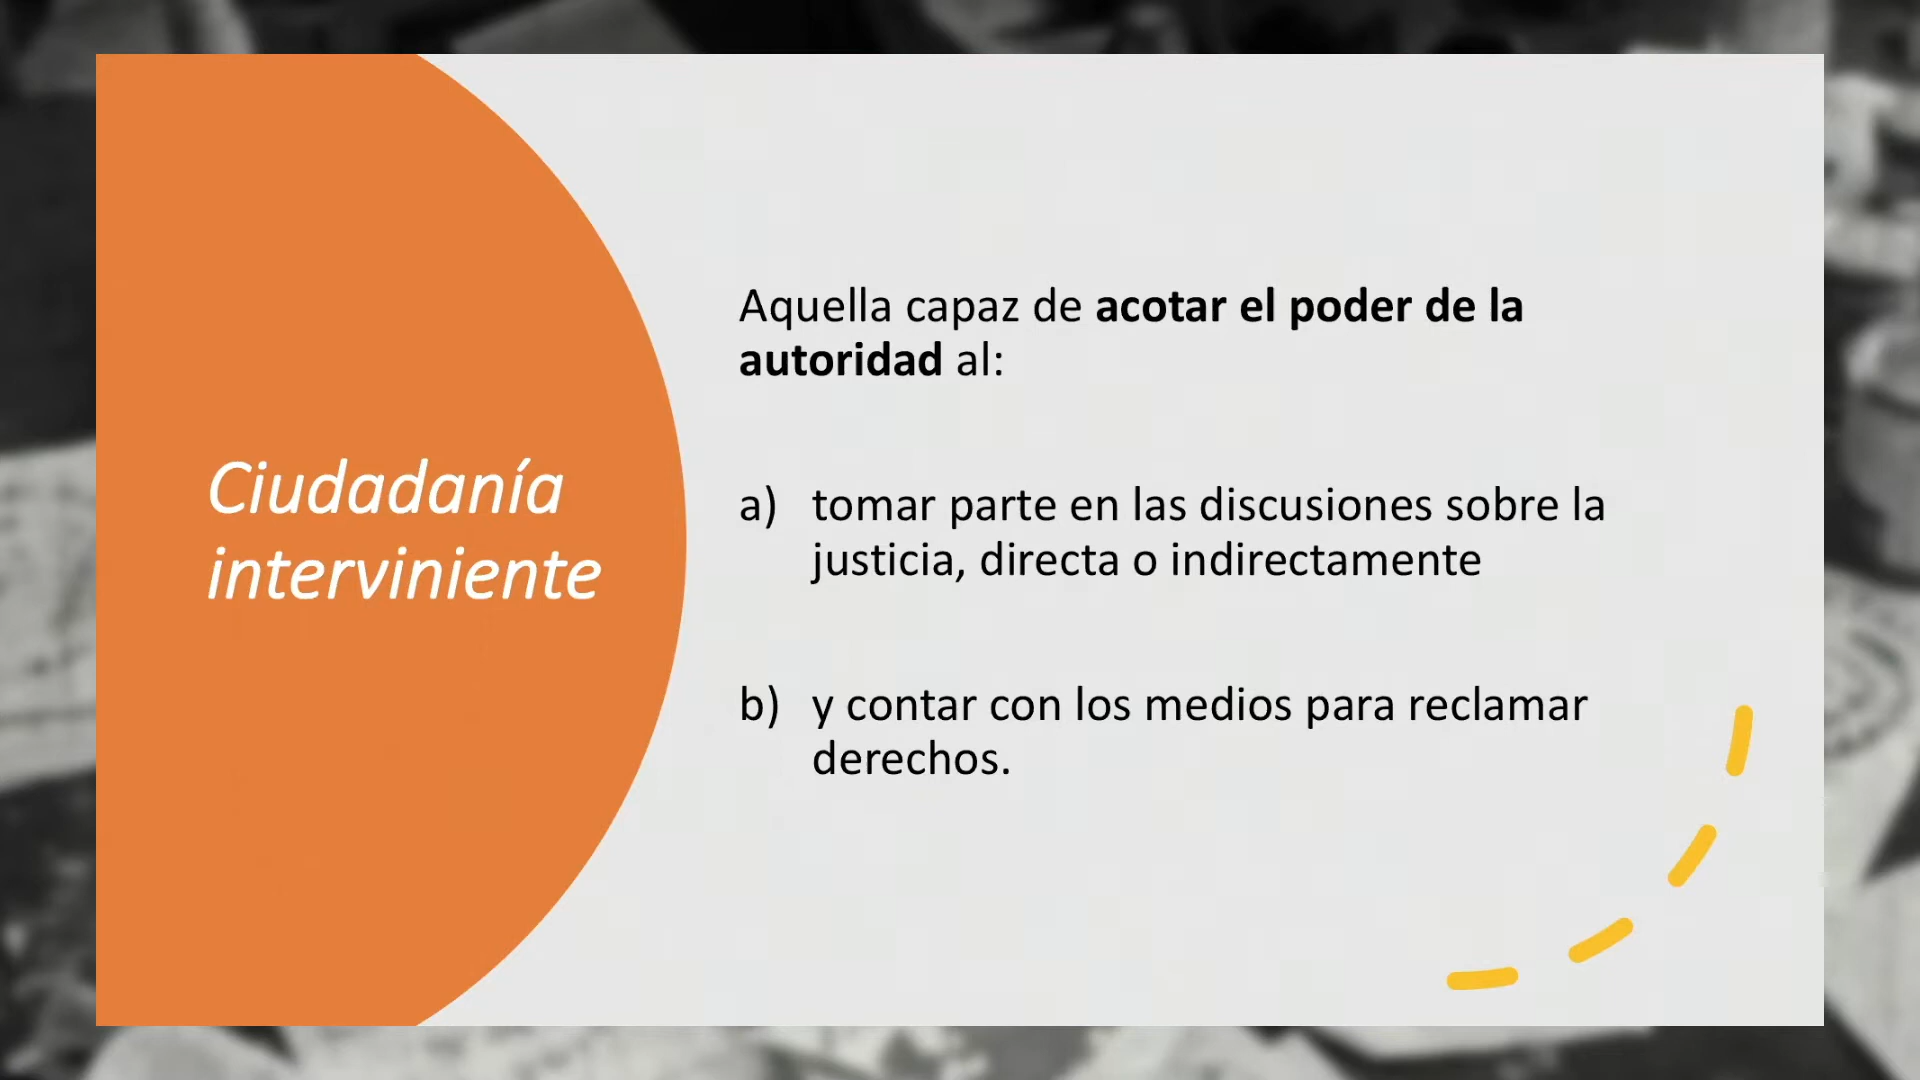 Ciudadanía
interviniente
Aquella capaz de acotar el poder de la
autoridad al:
a) tomar parte en las discusiones sobre la
justicia, directa o indirectamente
b) y contar con los medios para reclamar
derechos.